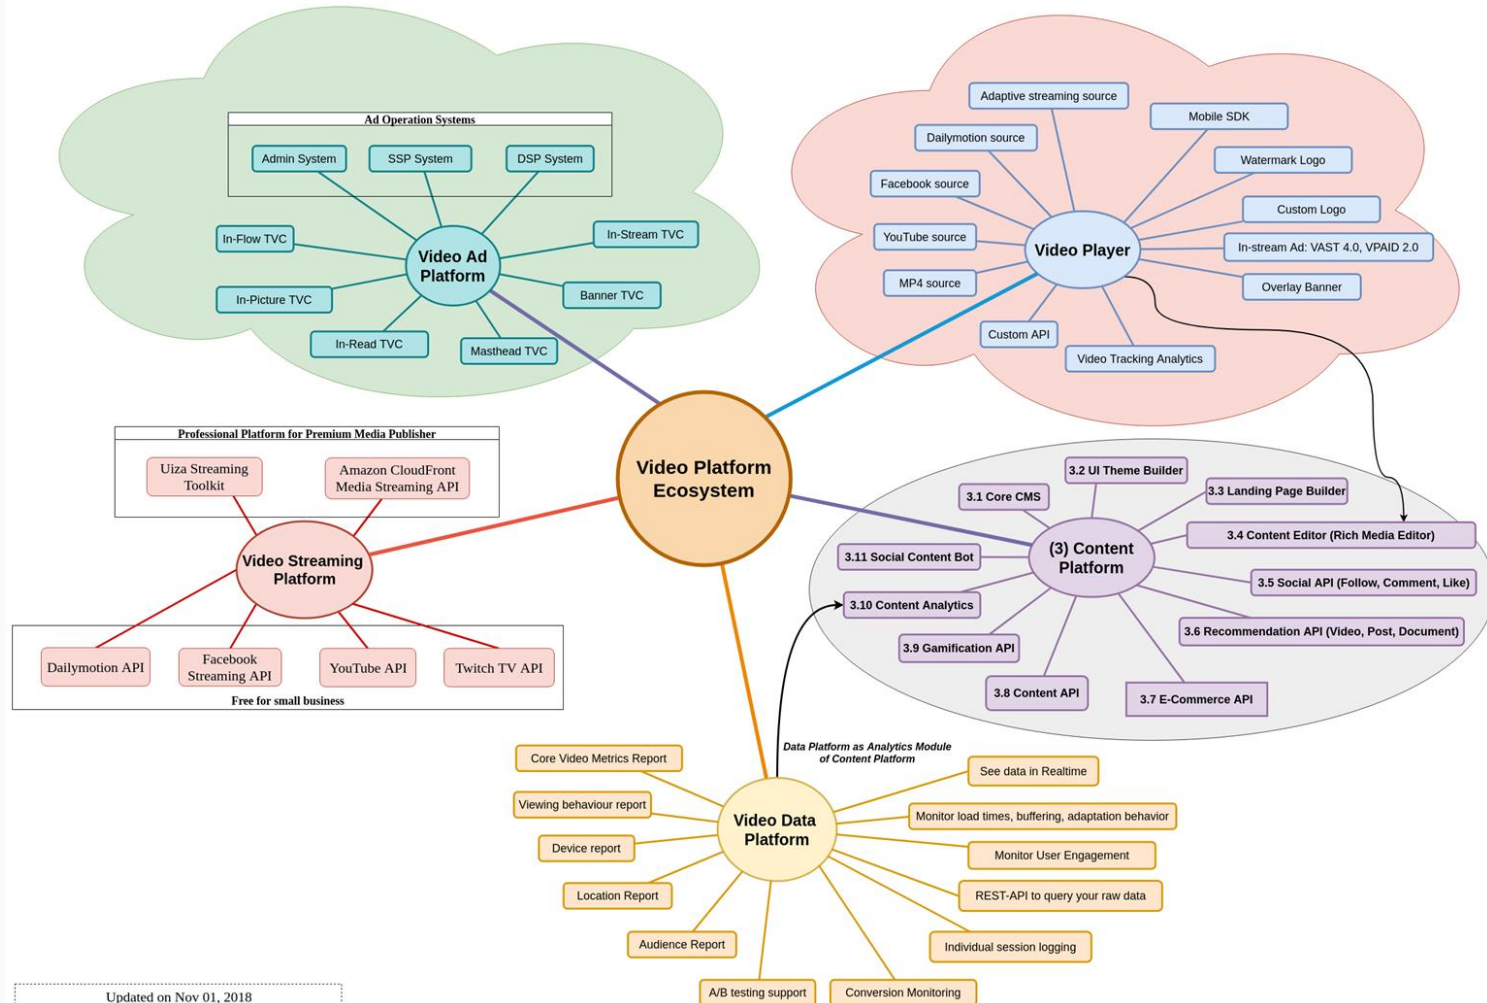 Ad Operation Systems
Admin System
SSP System
DSP System
In-Flow TVC
In-Stream TVC
Video Ad
Platform
In-Picture TVC
Banner TVC
In-Read TVC
Masthead TVC
Adaptive streaming source
Mobile SDK
Dailymotion source
Watermark Logo
Facebook source
Custom Logo
YouTube source
Video Player
In-stream Ad: VAST 4.0, VPAID 2.0
MP4 source
Overlay Banner
Custom API
Video Tracking Analytics
Video Platform
Ecosystem
Professional Platform for Premium Media Publisher
Uiza Streaming
Toolkit
Amazon CloudFront
Media Streaming API
Video Streaming
Platform
Dailymotion API
Facebook
Streaming API
YouTube API
Twitch TV API
Free for small business
3.2 UI Theme Builder
3.1 Core CMS
3.3 Landing Page Builder
3.4 Content Editor (Rich Media Editor)
(3) Content
Platform
3.11 Social Content Bot
3.5 Social API (Follow, Comment, Like)
3.10 Content Analytics
3.6 Recommendation API (Video, Post, Document)
3.9 Gamification API
3.8 Content API
3.7 E-Commerce API
Data Platform as Analytics Module
of Content Platform
Core Video Metrics Report
See data in Realtime
Viewing behaviour report
Monitor load times, buffering, adaptation behavior
Video Data
Platform
Device report
Monitor User Engagement
Location Report
REST-API to query your raw data
Audience Report
Individual session logging
A/B testing support
Conversion Monitoring
Updated on Nov 01, 2018